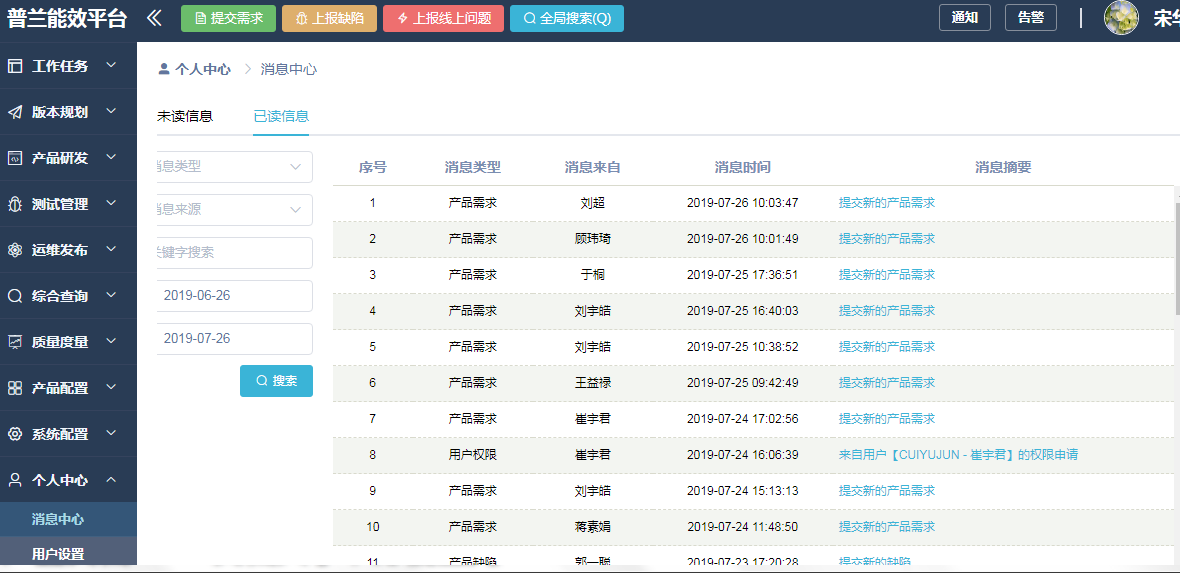 普兰能效平台 提交需求 上报缺陷 上报线上问题 全局搜索(Q) 通知 告警
工作任务
版本规划
产品研发
测试管理
运维发布
综合查询
质量度量
产品配置
系统配置
个人中心
消息中心
用户设置
个人中心 消息中心
未读信息 已读信息
消息类型
消息来源
关键字搜索
2019-06-26
2019-07-26
搜索
序号 消息类型 消息来自 消息时间 消息摘要
1 产品需求 刘超 2019-07-26 10:03:47 提交新的产品需求
2 产品需求 顾玮琦 2019-07-26 10:01:49 提交新的产品需求
3 产品需求 于桐 2019-07-25 17:36:51 提交新的产品需求
4 产品需求 刘宇皓 2019-07-25 16:40:03 提交新的产品需求
5 产品需求 刘宇皓 2019-07-25 10:38:52 提交新的产品需求
6 产品需求 王益禄 2019-07-25 09:42:49 提交新的产品需求
7 产品需求 崔宇君 2019-07-24 17:02:56 提交新的产品需求
8 用户权限 崔宇君 2019-07-24 16:06:39 来自用户【CUIYUJUN - 崔宇君】的权限申请
9 产品需求 刘宇皓 2019-07-24 15:13:13 提交新的产品需求
10 产品需求 蒋素娟 2019-07-24 11:48:50 提交新的产品需求
11 产品缺陷 郭一聪 2019-07-23 17:20:28 提交新的缺陷